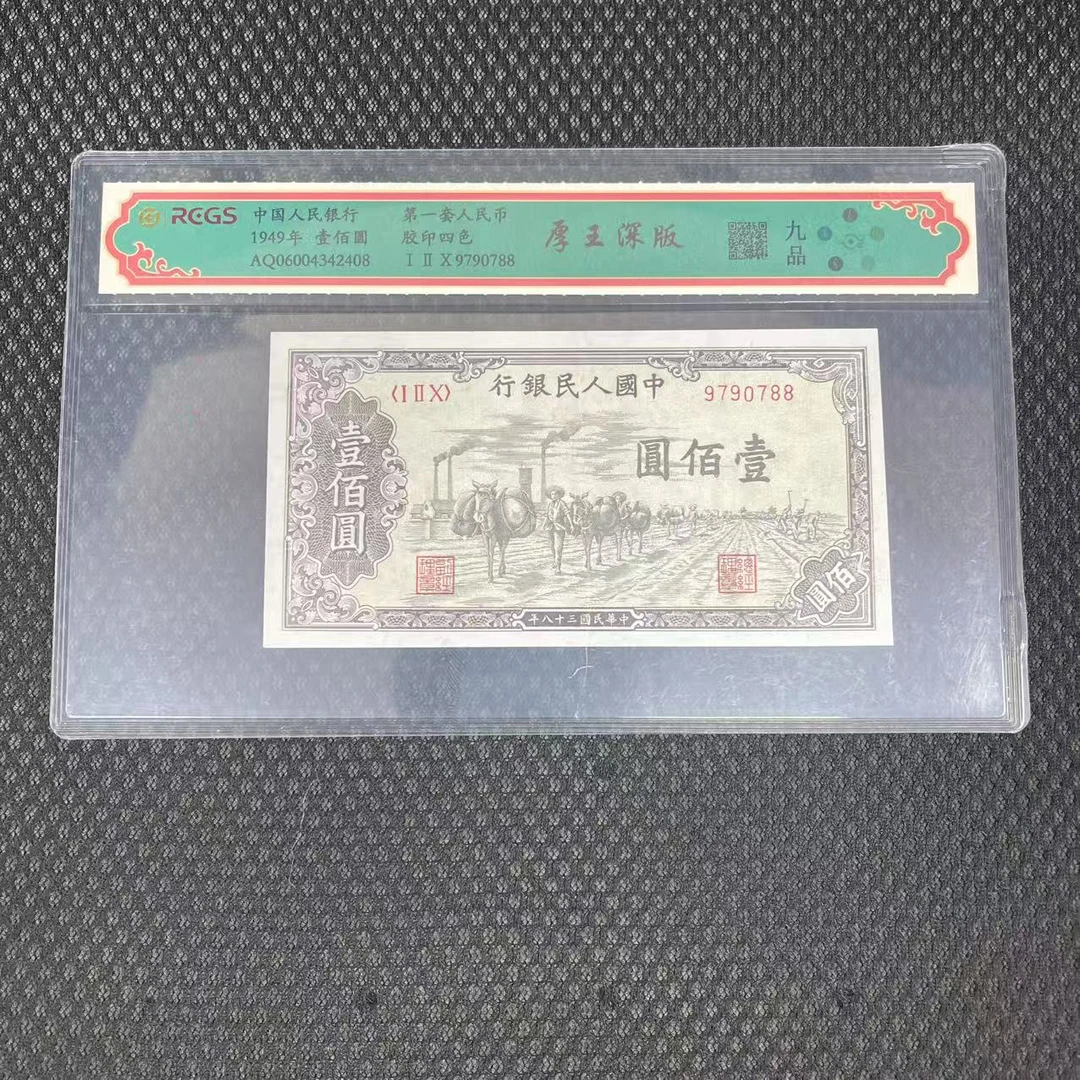 RCGS
中国人民银行 第一套人民币
1949年 壹佰圆 胶印四色
AQ06004342408 I II X9790788
厚王深版
九品
〈I II X〉 行銀民人國中 9790788
圓佰壹
壹佰圓
佰圓
年八十三國民華中